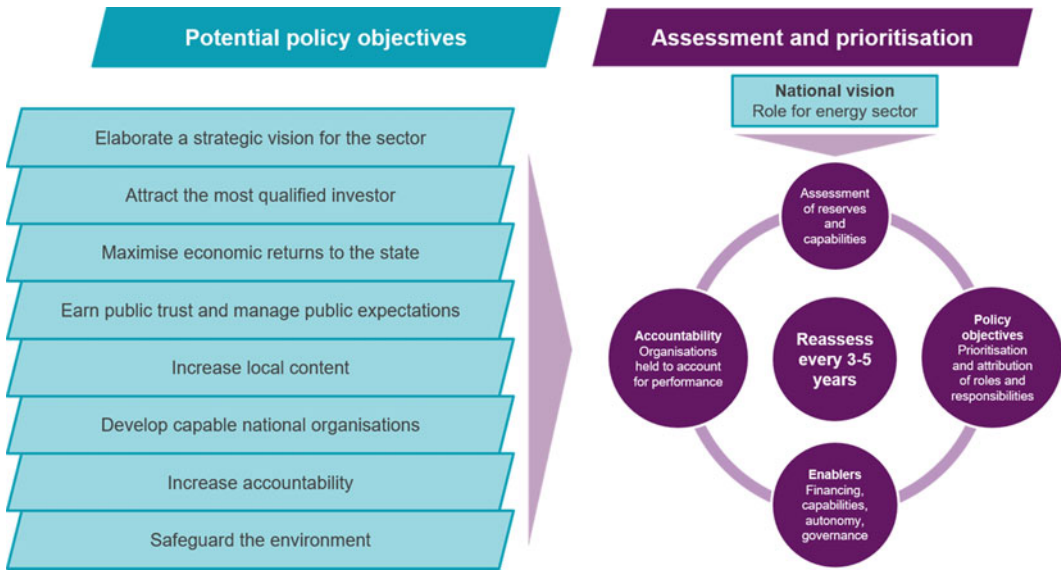 Potential policy objectives
Elaborate a strategic vision for the sector
Attract the most qualified investor
Maximise economic returns to the state
Earn public trust and manage public expectations
Increase local content
Develop capable national organisations
Increase accountability
Safeguard the environment
Assessment and prioritisation
National vision
Role for energy sector
Assessment
of reserves
and
capabilities
Accountability
Organisations
held to account
for performance
Reassess
every 3-5
years
Policy
objectives
Prioritisation
and attribution
of roles and
responsibilities
Enablers
Financing,
capabilities,
autonomy,
governance